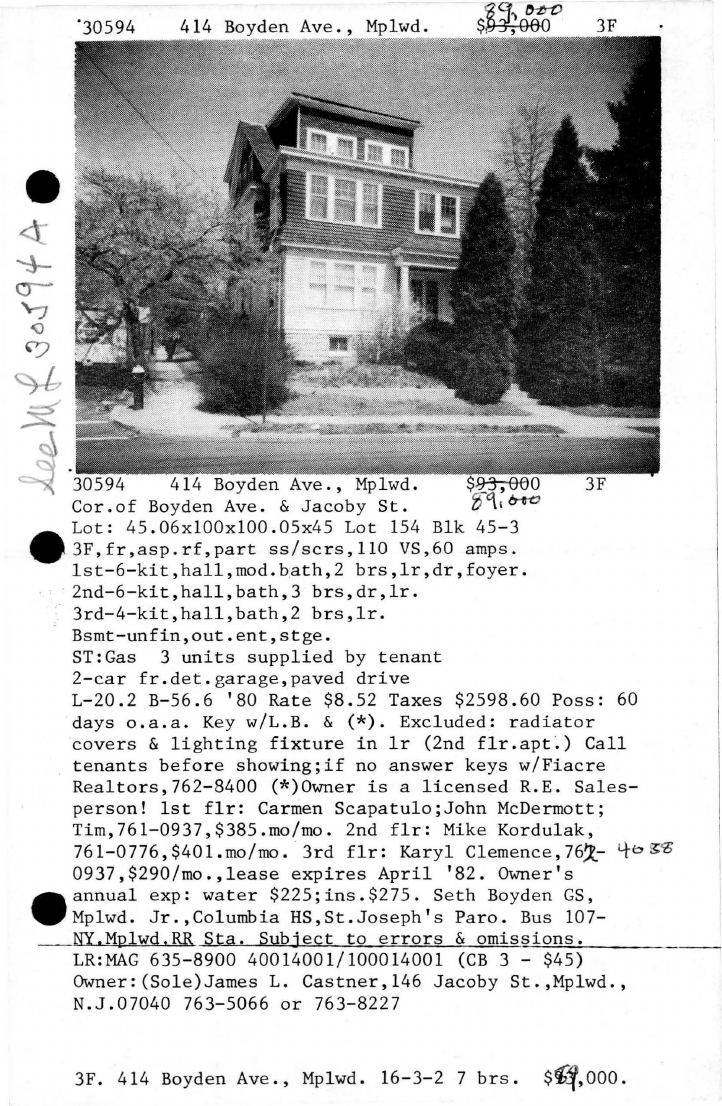 89,000
30594 414 Boyden Ave., Mplwd. $93,000 3F
See Mf 30594 A
30594 414 Boyden Ave., Mplwd. $93,000 3F
Cor.of Boyden Ave. & Jacoby St. 89,000
Lot: 45.06x100x100.05x45 Lot 154 Blk 45-3
3F,fr,asp.rf,part ss/scrs,110 VS,60 amps.
1st-6-kit,hall,mod.bath,2 brs,lr,dr,foyer.
2nd-6-kit,hall,bath,3 brs,dr,lr.
3rd-4-kit,hall,bath,2 brs,lr.
Bsmt-unfin,out.ent,stge.
ST:Gas 3 units supplied by tenant
2-car fr.det.garage,paved drive
L-20.2 B-56.6 '80 Rate $8.52 Taxes $2598.60 Poss: 60
days o.a.a. Key w/L.B. & (*). Excluded: radiator
covers & lighting fixture in lr (2nd flr.apt.) Call
tenants before showing;if no answer keys w/Fiacre
Realtors,762-8400 (*)Owner is a licensed R.E. Sales-
person! 1st flr: Carmen Scapatulo;John McDermott;
Tim,761-0937,$385.mo/mo. 2nd flr: Mike Kordulak,
761-0776,$401.mo/mo. 3rd flr: Karyl Clemence,762- 4038
0937,$290/mo.,lease expires April '82. Owner's
annual exp: water $225;ins.$275. Seth Boyden GS,
Mplwd. Jr.,Columbia HS,St.Joseph's Paro. Bus 107-
NY.Mplwd.RR Sta. Subject to errors & omissions.
LR:MAG 635-8900 40014001/100014001 (CB 3 - $45)
Owner:(Sole)James L. Castner,146 Jacoby St.,Mplwd.,
N.J.07040 763-5066 or 763-8227
3F. 414 Boyden Ave., Mplwd. 16-3-2 7 brs. $89,000.